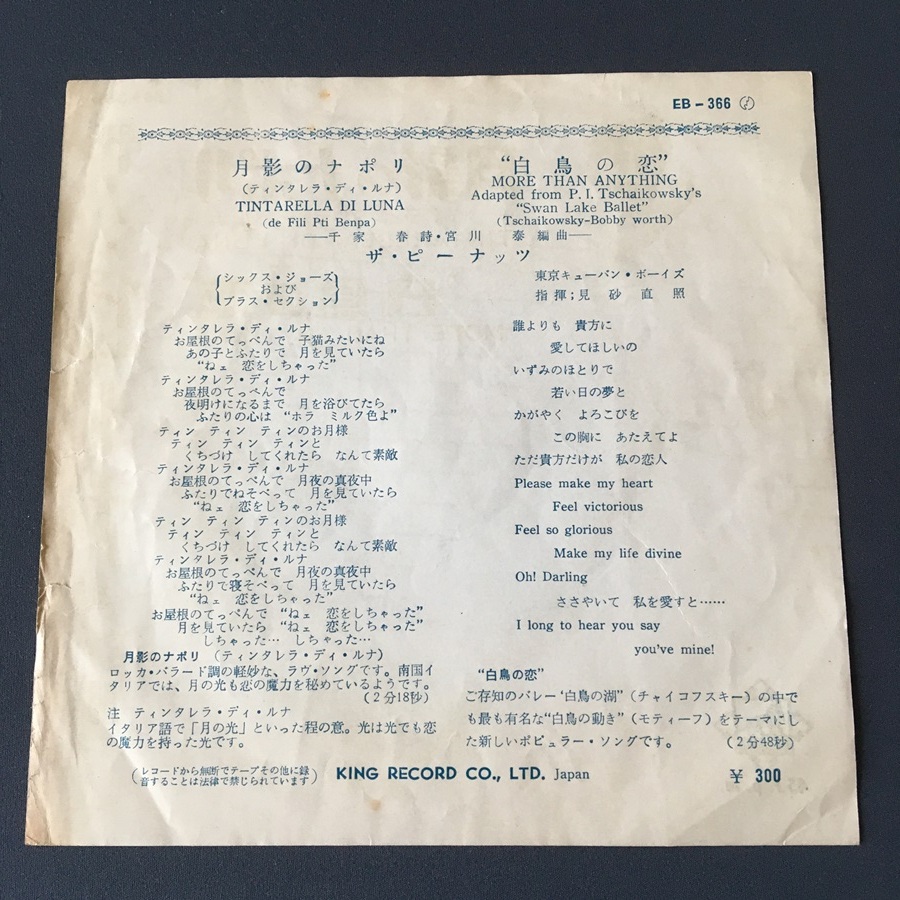 EB-366
月影のナポリ
(ティンタレラ・ディ・ルナ)
TINTARELLA DI LUNA
(de Fili Pti Benpa)
“白鳥の恋”
MORE THAN ANYTHING
Adapted from P. I. Tschaikowsky's
“Swan Lake Ballet”
(Tschaikowsky-Bobby worth)
──千家 春詩・宮川 泰編曲──
ザ・ピーナッツ
シックス・ジョーズ
および
ブラス・セクション
ティンタレラ・ディ・ルナ
お屋根のてっぺんで 子猫みたいにね
あの子とふたりで 月を見ていたら
“ねェ 恋をしちゃった”
ティンタレラ・ディ・ルナ
お屋根のてっぺんで
夜明けになるまで 月を浴びてたら
ふたりの心は “ホラ ミルク色よ”
ティン ティン ティンのお月様
ティン ティン ティンと
くちづけ してくれたら なんて素敵
ティンタレラ・ディ・ルナ
お屋根のてっぺんで 月夜の真夜中
ふたりでねそべって 月を見ていたら
“ねェ 恋をしちゃった”
ティン ティン ティンのお月様
ティン ティン ティンと
くちづけ してくれたら なんて素敵
ティンタレラ・ディ・ルナ
お屋根のてっぺんで 月夜の真夜中
ふたりで寝そべって 月を見ていたら
“ねェ 恋をしちゃった”
お屋根のてっぺんで “ねェ 恋をしちゃった”
月を見ていたら “ねェ 恋をしちゃった”
しちゃった… しちゃった…
月影のナポリ (ティンタレラ・ディ・ルナ)
ロッカ・バラード調の軽妙な、ラヴ・ソングです。南国イ
タリアでは、月の光も恋の魔力を秘めているようです。
(2分18秒)
注 ティンタレラ・ディ・ルナ
イタリア語で「月の光」といった程の意。光は光でも恋
の魔力を持った光です。
東京キューバン・ボーイズ
指揮;見砂直照
誰よりも 貴方に
愛してほしいの
いずみのほとりで
若い日の夢と
かがやく よろこびを
この胸に あたえてよ
ただ貴方だけが 私の恋人
Please make my heart
Feel victorious
Feel so glorious
Make my life divine
Oh! Darling
ささやいて 私を愛すと……
I long to hear you say
you've mine!
“白鳥の恋”
ご存知のバレー“白鳥の湖”(チャイコフスキー)の中で
も最も有名な“白鳥の動き”(モティーフ)をテーマにし
た新しいポピュラー・ソングです。 (2分48秒)
(レコードから無断でテープその他に録
音することは法律で禁じられています)
KING RECORD CO., LTD. Japan
¥ 300